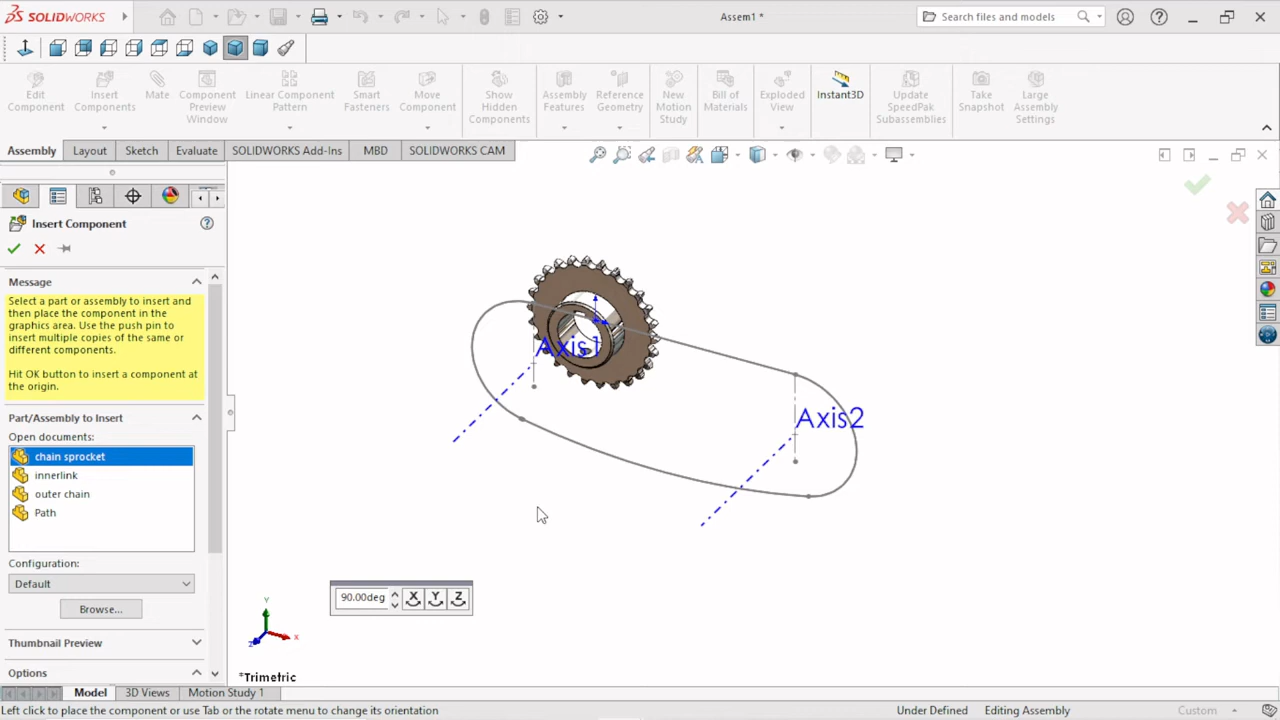 SOLIDWORKS
Assem1 *
Search files and models
Edit
Component
Insert
Components
Mate
Component
Preview
Window
Linear Component
Pattern
Smart
Fasteners
Move
Component
Show
Hidden
Components
Assembly
Features
Reference
Geometry
New
Motion
Study
Bill of
Materials
Exploded
View
Instant3D
Update
SpeedPak
Subassemblies
Take
Snapshot
Large
Assembly
Settings
Assembly
Layout
Sketch
Evaluate
SOLIDWORKS Add-Ins
MBD
SOLIDWORKS CAM
Insert Component
Message
Select a part or assembly to insert and
then place the component in the
graphics area. Use the push pin to
insert multiple copies of the same or
different components.
Hit OK button to insert a component at
the origin.
Part/Assembly to Insert
Open documents:
chain sprocket
innerlink
outer chain
Path
Configuration:
Default
Browse...
Thumbnail Preview
Options
Axis1
Axis2
90.00deg
X
Y
Z
Y
X
Z
*Trimetric
Model
3D Views
Motion Study 1
Left click to place the component or use Tab or the rotate menu to change its orientation
Under Defined
Editing Assembly
Custom